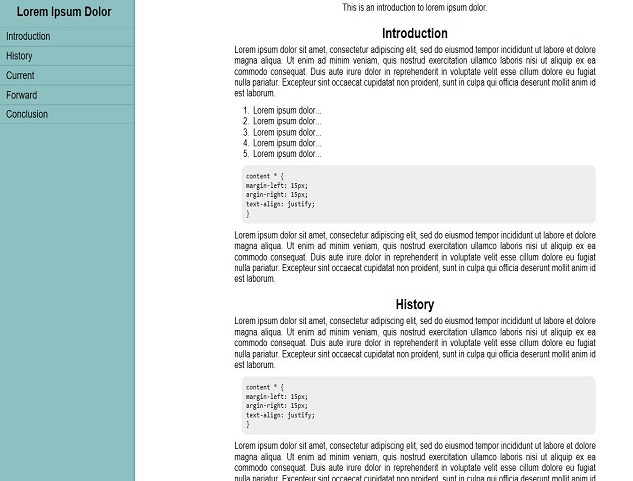 Lorem Ipsum Dolor
Introduction
History
Current
Forward
Conclusion
This is an introduction to lorem ipsum dolor.
Introduction
Lorem ipsum dolor sit amet, consectetur adipiscing elit, sed do eiusmod tempor incididunt ut labore et dolore
magna aliqua. Ut enim ad minim veniam, quis nostrud exercitation ullamco laboris nisi ut aliquip ex ea
commodo consequat. Duis aute irure dolor in reprehenderit in voluptate velit esse cillum dolore eu fugiat
nulla pariatur. Excepteur sint occaecat cupidatat non proident, sunt in culpa qui officia deserunt mollit anim id
est laborum.
1. Lorem ipsum dolor...
2. Lorem ipsum dolor...
3. Lorem ipsum dolor...
4. Lorem ipsum dolor...
5. Lorem ipsum dolor...
content * {
margin-left: 15px;
argin-right: 15px;
text-align: justify;
}
Lorem ipsum dolor sit amet, consectetur adipiscing elit, sed do eiusmod tempor incididunt ut labore et dolore
magna aliqua. Ut enim ad minim veniam, quis nostrud exercitation ullamco laboris nisi ut aliquip ex ea
commodo consequat. Duis aute irure dolor in reprehenderit in voluptate velit esse cillum dolore eu fugiat
nulla pariatur. Excepteur sint occaecat cupidatat non proident, sunt in culpa qui officia deserunt mollit anim id
est laborum.
History
Lorem ipsum dolor sit amet, consectetur adipiscing elit, sed do eiusmod tempor incididunt ut labore et dolore
magna aliqua. Ut enim ad minim veniam, quis nostrud exercitation ullamco laboris nisi ut aliquip ex ea
commodo consequat. Duis aute irure dolor in reprehenderit in voluptate velit esse cillum dolore eu fugiat
nulla pariatur. Excepteur sint occaecat cupidatat non proident, sunt in culpa qui officia deserunt mollit anim id
est laborum.
content * {
margin-left: 15px;
argin-right: 15px;
text-align: justify;
}
Lorem ipsum dolor sit amet, consectetur adipiscing elit, sed do eiusmod tempor incididunt ut labore et dolore
magna aliqua. Ut enim ad minim veniam, quis nostrud exercitation ullamco laboris nisi ut aliquip ex ea
commodo consequat. Duis aute irure dolor in reprehenderit in voluptate velit esse cillum dolore eu fugiat
nulla pariatur. Excepteur sint occaecat cupidatat non proident, sunt in culpa qui officia deserunt mollit anim id